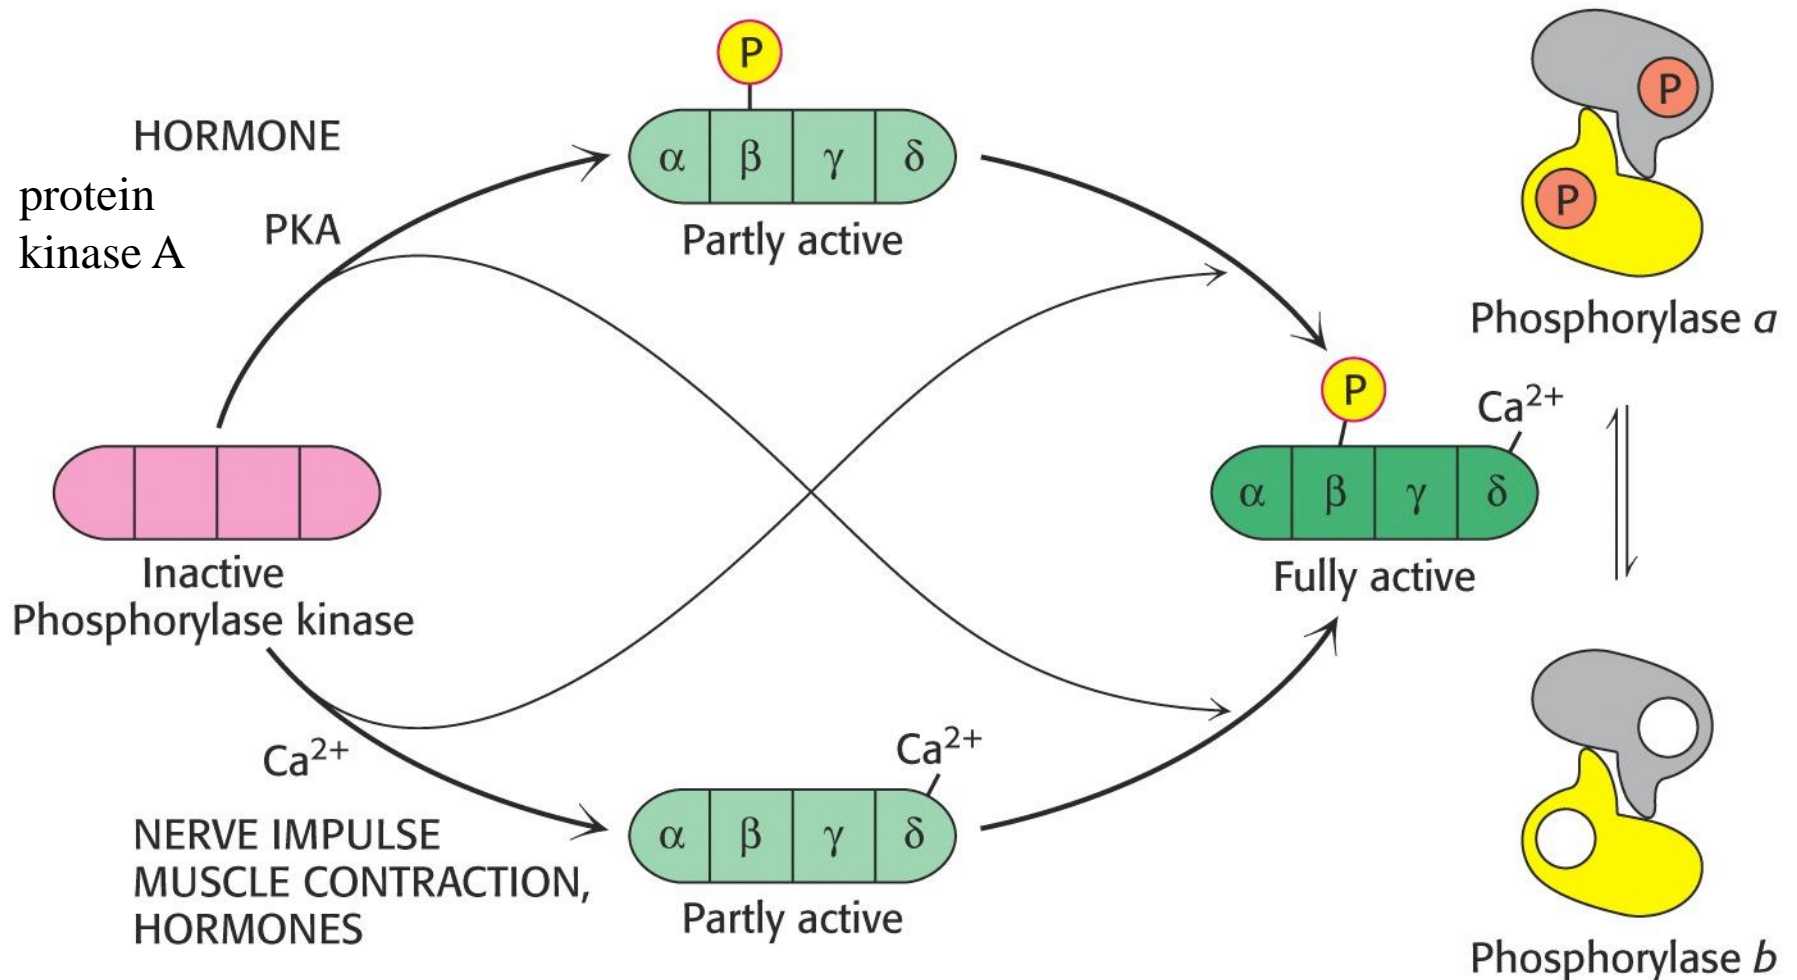 P
HORMONE
protein
kinase A
PKA
α β γ δ
Partly active
P
P
Phosphorylase a
P
Ca²⁺
Inactive
Phosphorylase kinase
α β γ δ
Fully active
Ca²⁺
NERVE IMPULSE
MUSCLE CONTRACTION,
HORMONES
Ca²⁺
α β γ δ
Partly active
Phosphorylase b